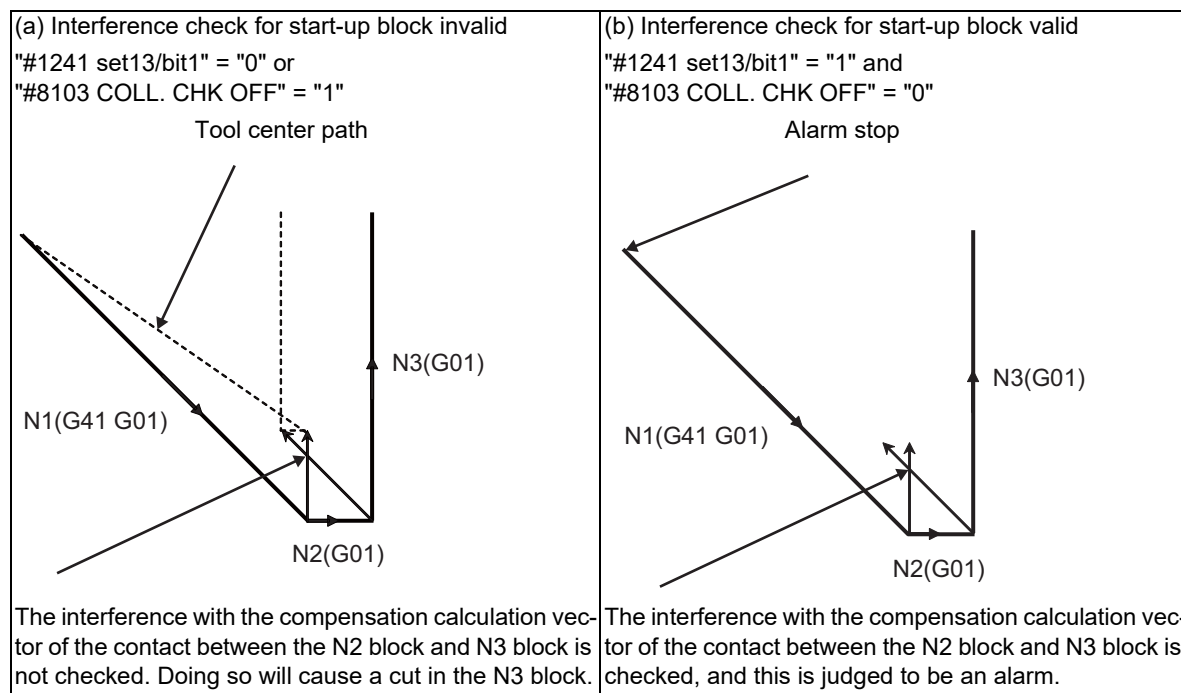 (a) Interference check for start-up block invalid
"#1241 set13/bit1" = "0" or
"#8103 COLL. CHK OFF" = "1"
Tool center path
N3(G01)
N1(G41 G01)
N2(G01)
The interference with the compensation calculation vec-
tor of the contact between the N2 block and N3 block is
not checked. Doing so will cause a cut in the N3 block.
(b) Interference check for start-up block valid
"#1241 set13/bit1" = "1" and
"#8103 COLL. CHK OFF" = "0"
Alarm stop
N3(G01)
N1(G41 G01)
N2(G01)
The interference with the compensation calculation vec-
tor of the contact between the N2 block and N3 block is
checked, and this is judged to be an alarm.